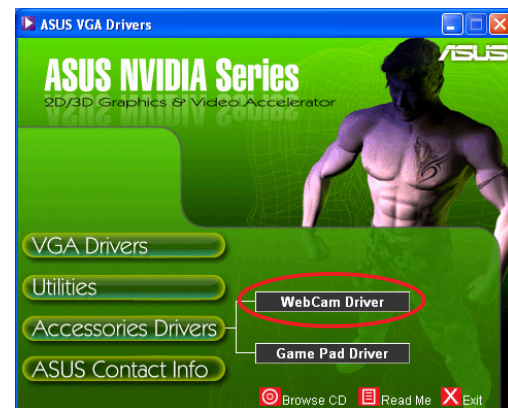 ASUS VGA Drivers
ASUS
ASUS NVIDIA Series
2D/3D Graphics & Video Accelerator
VGA Drivers
Utilities
WebCam Driver
Accessories Drivers
Game Pad Driver
ASUS Contact Info
Browse CD Read Me Exit